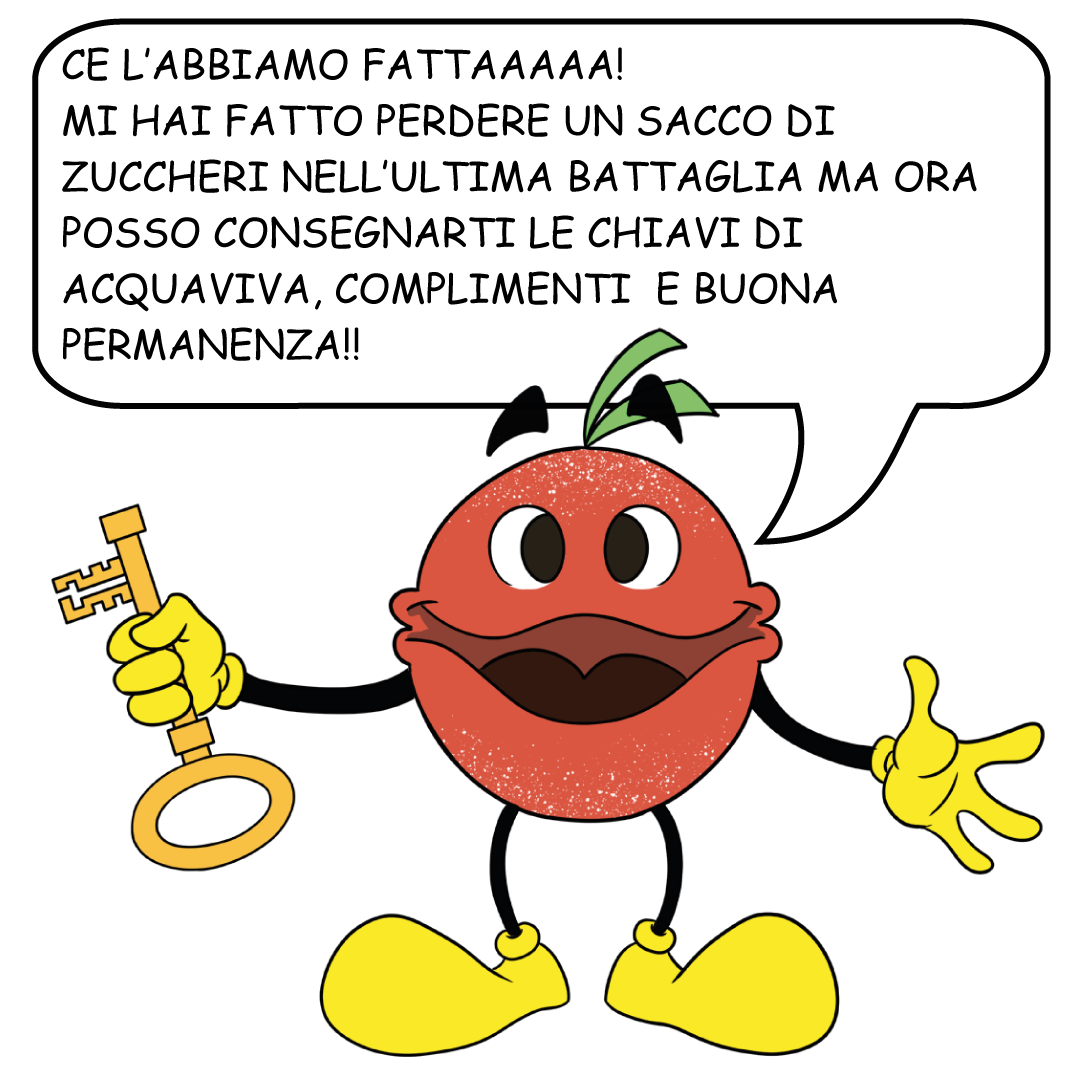 CE L'ABBIAMO FATTAAAAA!
MI HAI FATTO PERDERE UN SACCO DI
ZUCCHERI NELL'ULTIMA BATTAGLIA MA ORA
POSSO CONSEGNARTI LE CHIAVI DI
ACQUAVIVA, COMPLIMENTI  E BUONA
PERMANENZA!!